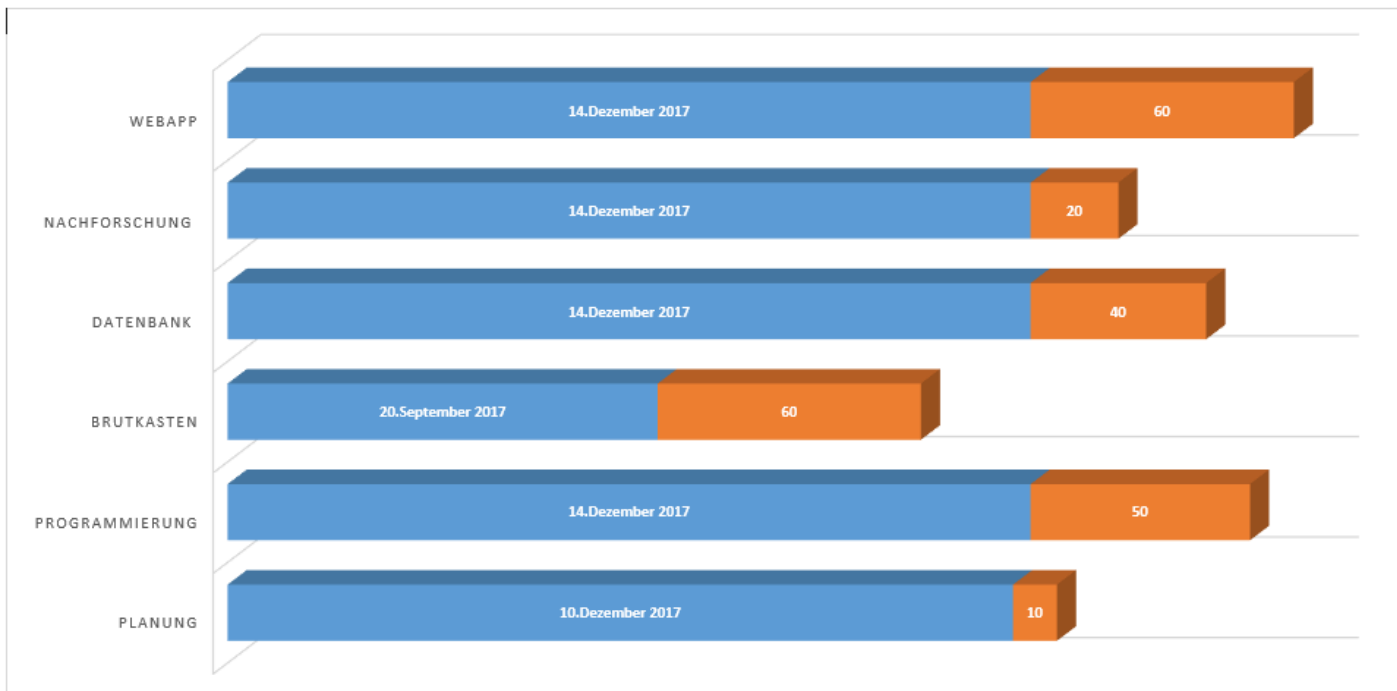 WEBAPP 14.Dezember 2017 60
NACHFORSCHUNG 14.Dezember 2017 20
DATENBANK 14.Dezember 2017 40
BRUTKASTEN 20.September 2017 60
PROGRAMMIERUNG 14.Dezember 2017 50
PLANUNG 10.Dezember 2017 10